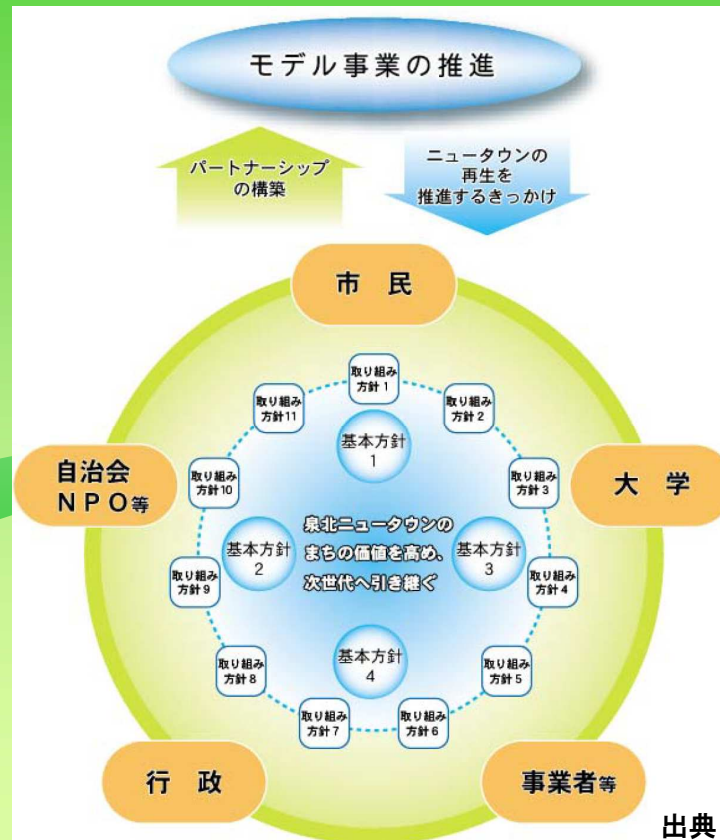 モデル事業の推進
パートナーシップ
の構築
ニュータウンの
再生を
推進するきっかけ
市　民
取り組み
方針1
取り組み
方針11
取り組み
方針2
基本方針
1
自治会
ＮＰＯ等
取り組み
方針10
取り組み
方針3
大　学
泉北ニュータウンの
まちの価値を高め、
次世代へ引き継ぐ
基本方針
2
基本方針
3
取り組み
方針9
取り組み
方針4
基本方針
4
取り組み
方針8
取り組み
方針5
取り組み
方針7
取り組み
方針6
行　政
事業者等
出典